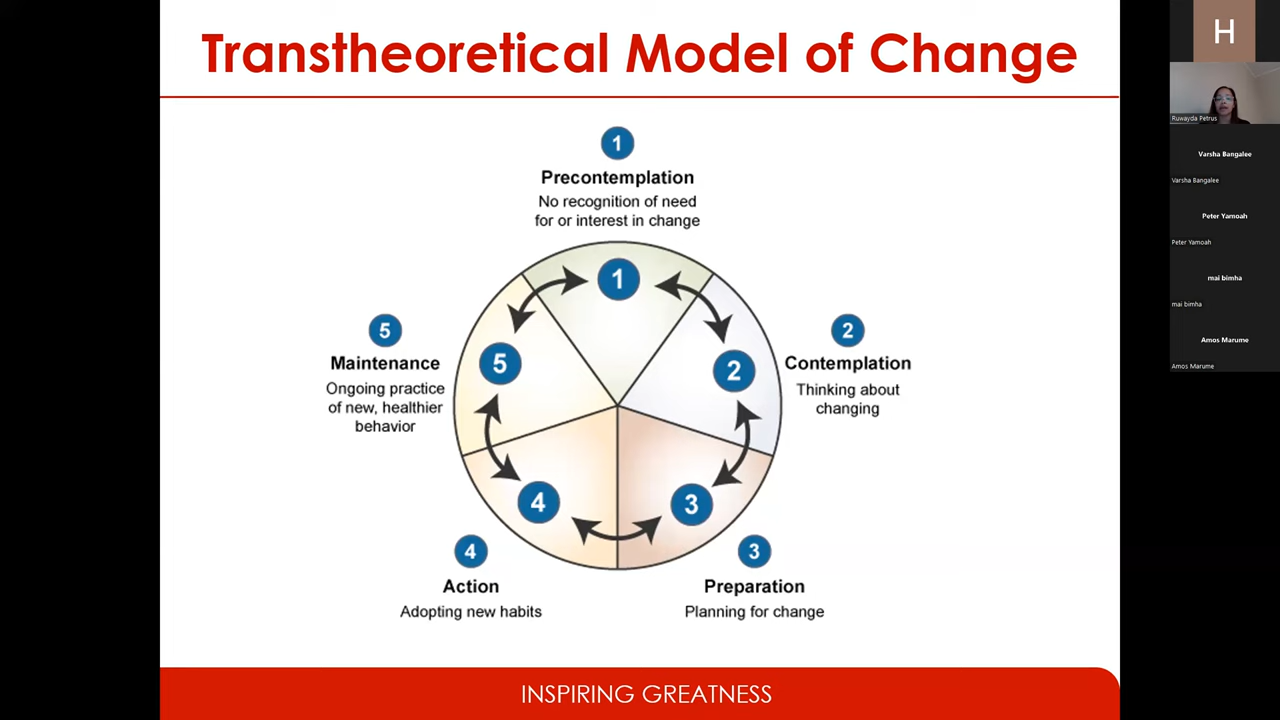 Transtheoretical Model of Change
1
Precontemplation
No recognition of need
for or interest in change
1
2
3
4
5
2
Contemplation
Thinking about
changing
3
Preparation
Planning for change
4
Action
Adopting new habits
5
Maintenance
Ongoing practice
of new, healthier
behavior
INSPIRING GREATNESS
H
Ruwayda Petrus
Varsha Bangalee
Varsha Bangalee
Peter Yamoah
Peter Yamoah
mai bimha
mai bimha
Amos Marume
Amos Marume